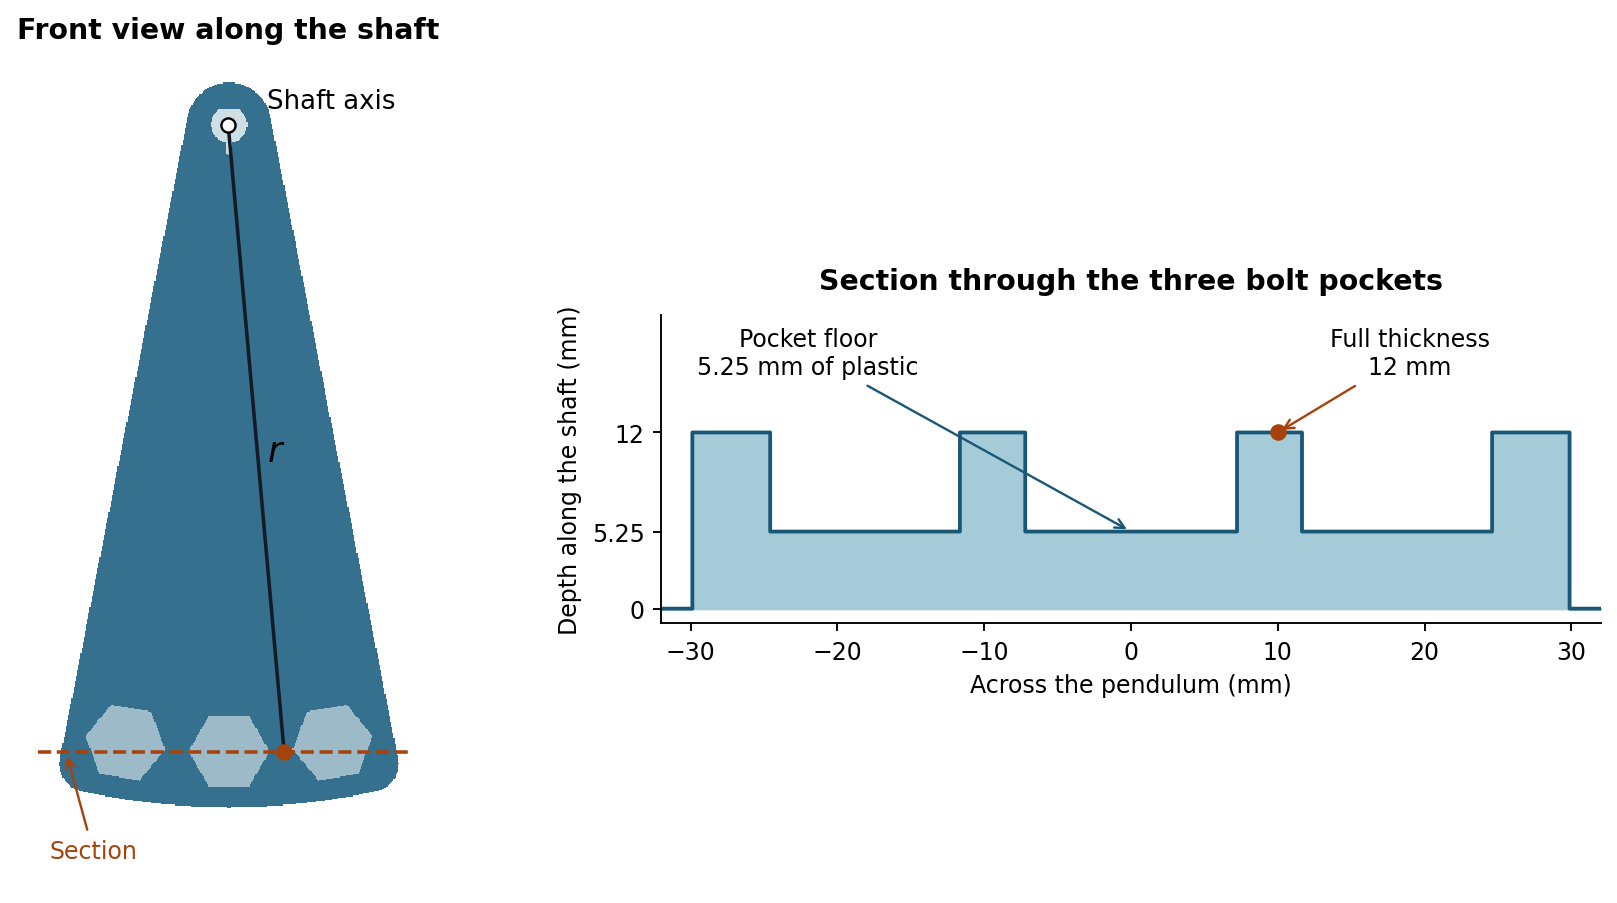 Front view along the shaft
Shaft axis
r
Section
Section through the three bolt pockets
Pocket floor
5.25 mm of plastic
Full thickness
12 mm
Depth along the shaft (mm)
12
5.25
0
−30
−20
−10
0
10
20
30
Across the pendulum (mm)